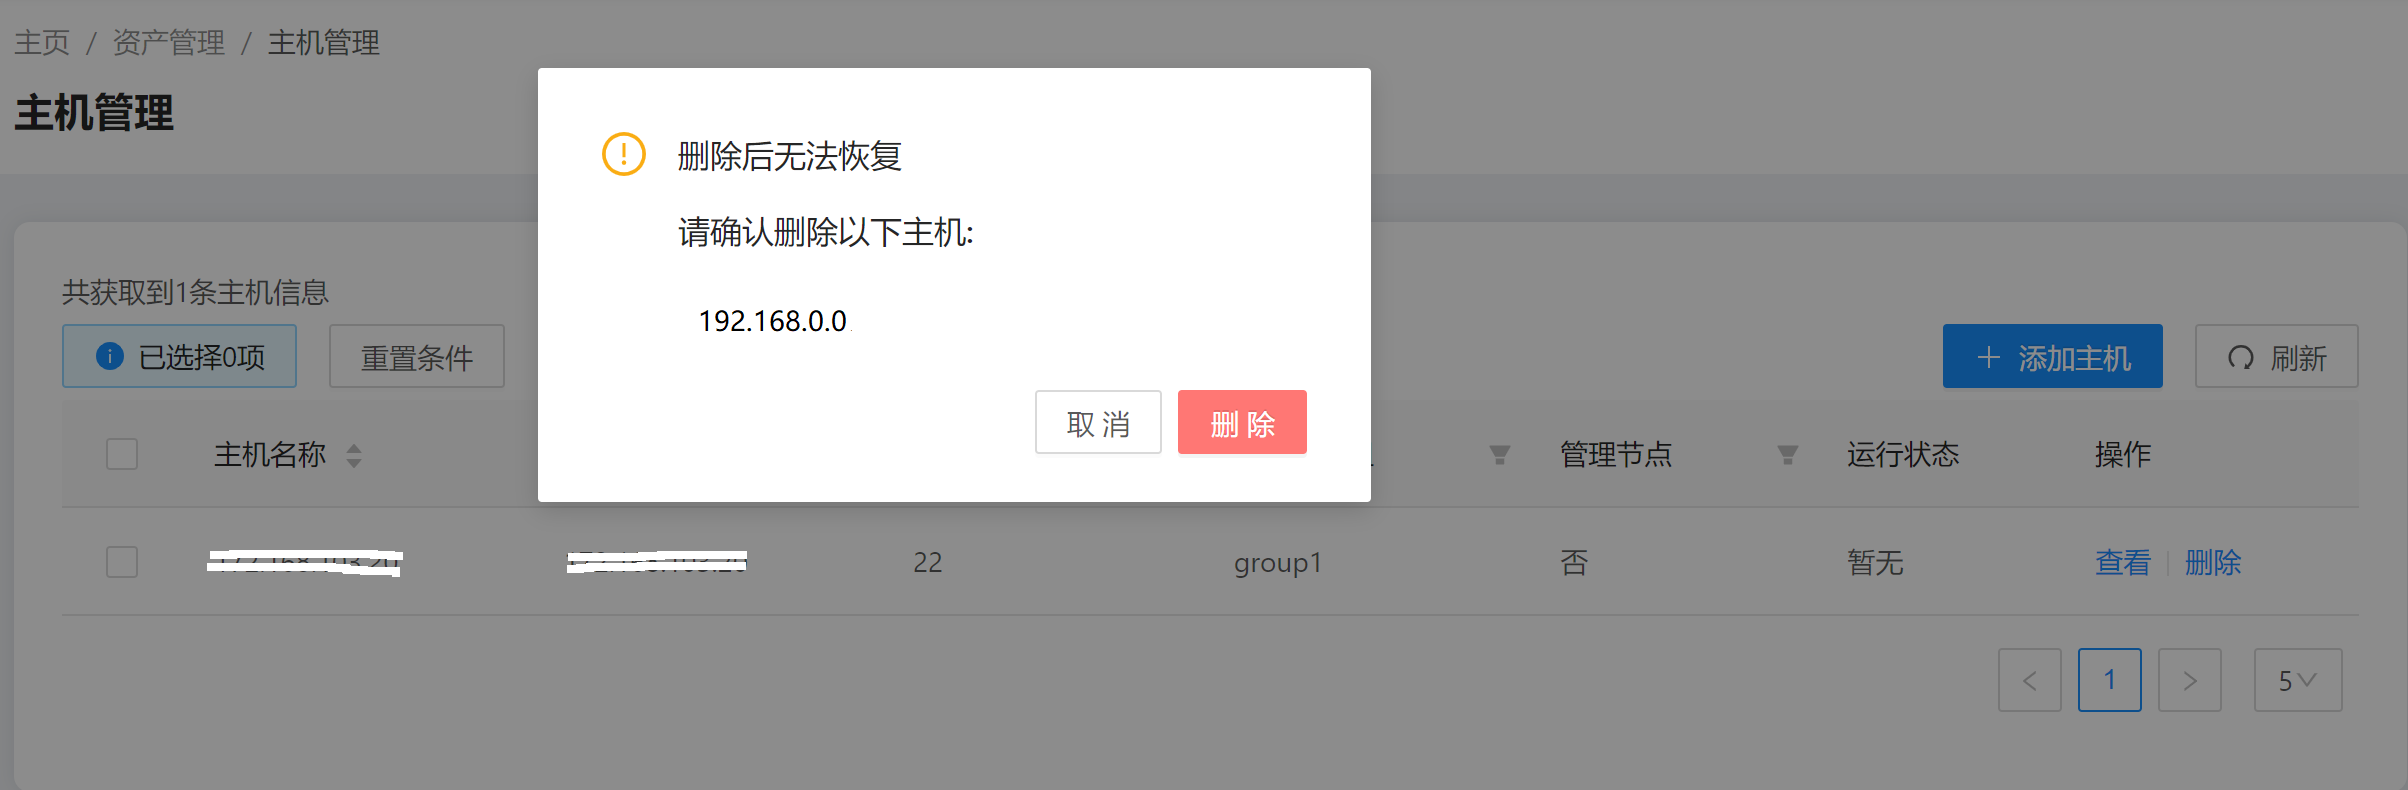 主页 / 资产管理 / 主机管理
主机管理
删除后无法恢复
请确认删除以下主机:
192.168.0.0
取 消 删 除
共获取到1条主机信息
已选择0项 重置条件 添加主机 刷新
主机名称 管理节点 运行状态 操作
22 group1 否 暂无 查看 删除
< 1 > 5